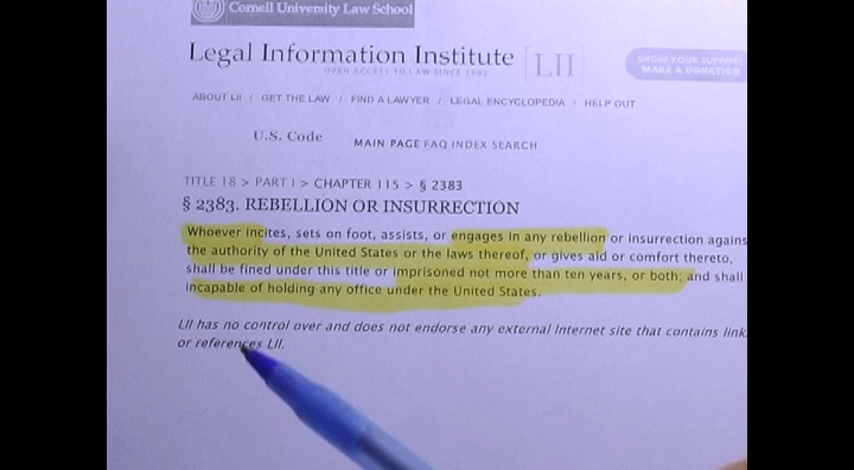 Cornell University Law School
Legal Information Institute [LII]
OPEN ACCESS TO LAW SINCE 1992
SHOW YOUR SUPPORT
MAKE A DONATION
ABOUT LII / GET THE LAW / FIND A LAWYER / LEGAL ENCYCLOPEDIA / HELP OUT
U.S. Code
MAIN PAGE FAQ INDEX SEARCH
TITLE 18 > PART I > CHAPTER 115 > § 2383
§ 2383. REBELLION OR INSURRECTION
Whoever incites, sets on foot, assists, or engages in any rebellion or insurrection agains
the authority of the United States or the laws thereof, or gives aid or comfort thereto,
shall be fined under this title or imprisoned not more than ten years, or both; and shall
incapable of holding any office under the United States.
LII has no control over and does not endorse any external Internet site that contains link
or references LII.